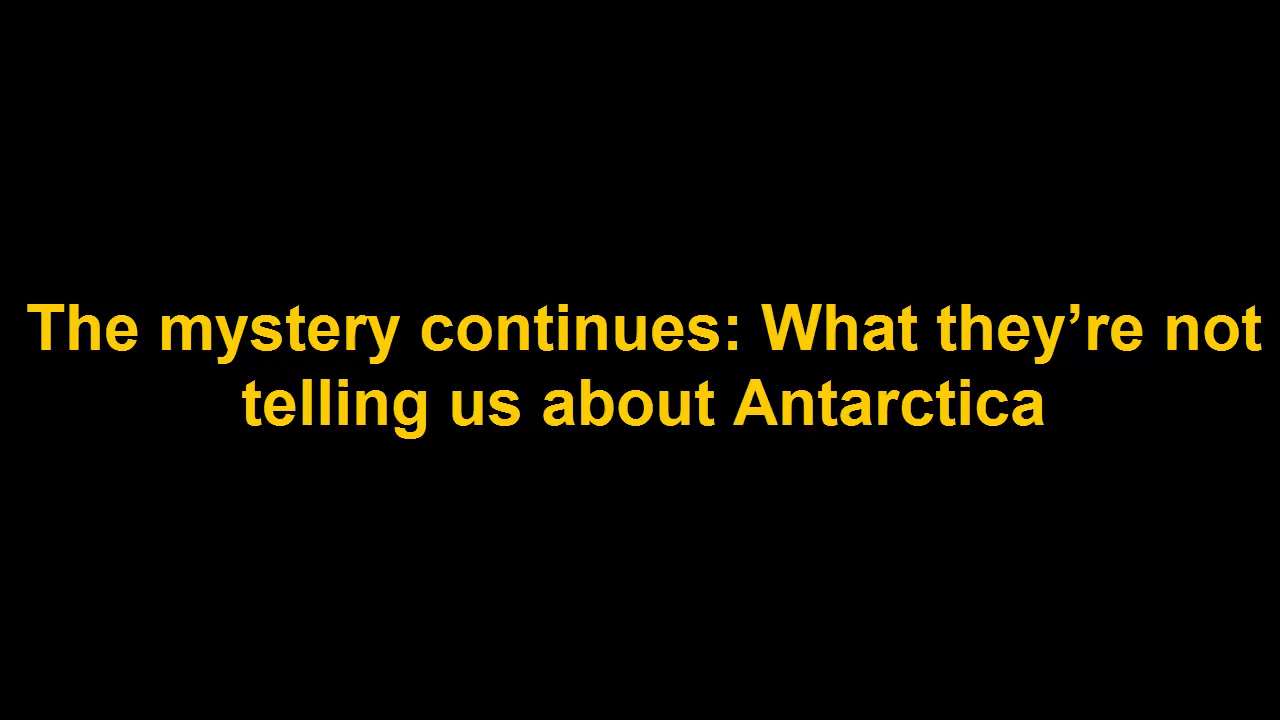 The mystery continues: What they’re not
telling us about Antarctica